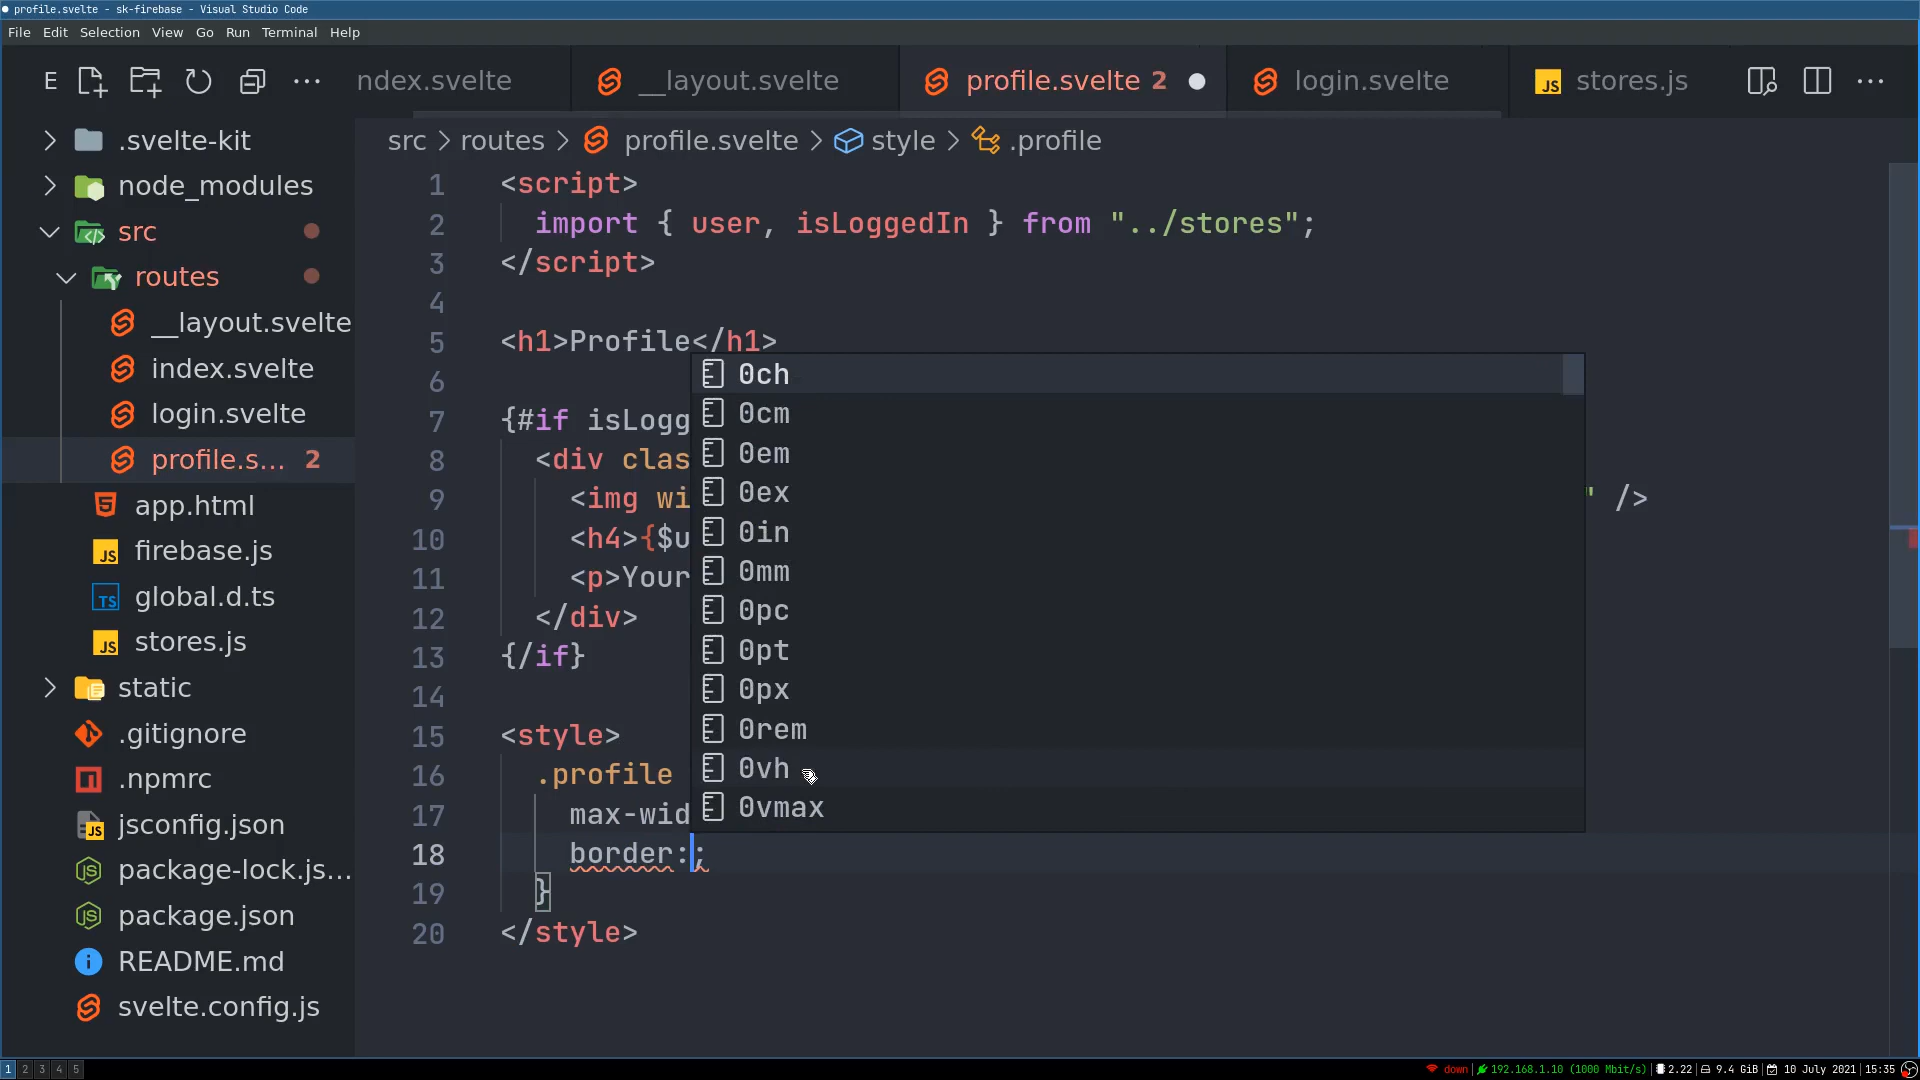 profile.svelte - sk-firebase - Visual Studio Code
File Edit Selection View Go Run Terminal Help
E
ndex.svelte
__layout.svelte
profile.svelte 2
login.svelte
JS stores.js
src > routes > profile.svelte > style > .profile
.svelte-kit
node_modules
src
routes
__layout.svelte
index.svelte
login.svelte
profile.s... 2
app.html
JS firebase.js
TS global.d.ts
JS stores.js
static
.gitignore
.npmrc
JS jsconfig.json
package-lock.js...
package.json
README.md
svelte.config.js
1 <script>
2 import { user, isLoggedIn } from "../stores";
3 </script>
4
5 <h1>Profile</h1>
6
7 {#if isLogg
8 <div clas
9 <img wi " />
10 <h4>{$u
11 <p>Your
12 </div>
13 {/if}
14
15 <style>
16 .profile
17 max-wid
18 border:;
19 }
20 </style>
0ch
0cm
0em
0ex
0in
0mm
0pc
0pt
0px
0rem
0vh
0vmax
1 2 3 4 5
down | 192.168.1.10 (1000 Mbit/s) | 2.22 | 9.4 GiB | 10 July 2021 | 15:35